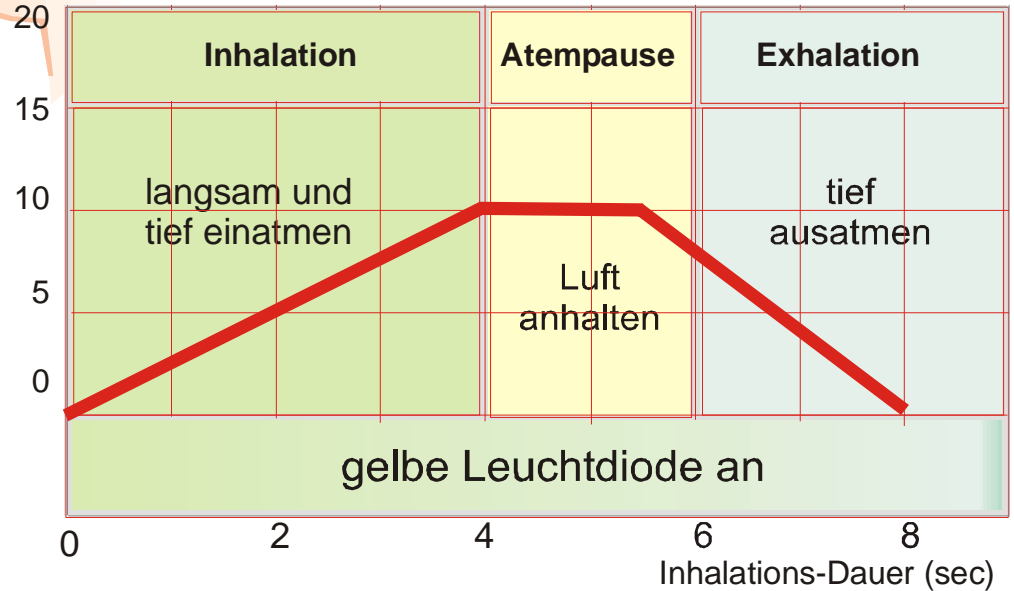 20
Inhalation
Atempause
Exhalation
15
10
langsam und
tief einatmen
tief
ausatmen
5
Luft
anhalten
0
gelbe Leuchtdiode an
0 2 4 6 8
Inhalations-Dauer (sec)